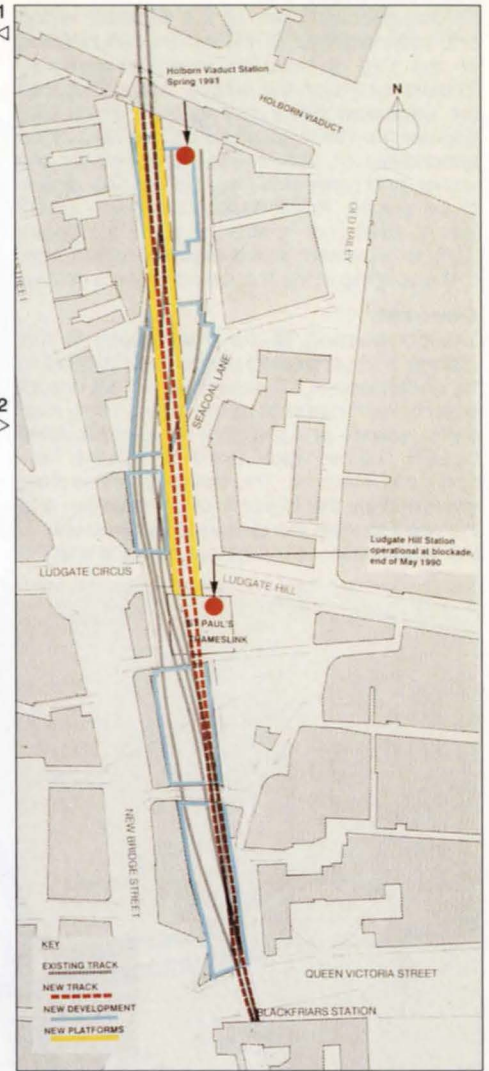 1
2
Holborn Viaduct Station
Spring 1991
HOLBORN VIADUCT
N
OLD BAILEY
STREET
SEACOAL LANE
Ludgate Hill Station
operational at blockade,
end of May 1990
LUDGATE CIRCUS
LUDGATE HILL
PAUL'S
NEW BRIDGE STREET
KEY
EXISTING TRACK
NEW TRACK
NEW DEVELOPMENT
NEW PLATFORMS
QUEEN VICTORIA STREET
BLACKFRIARS STATION